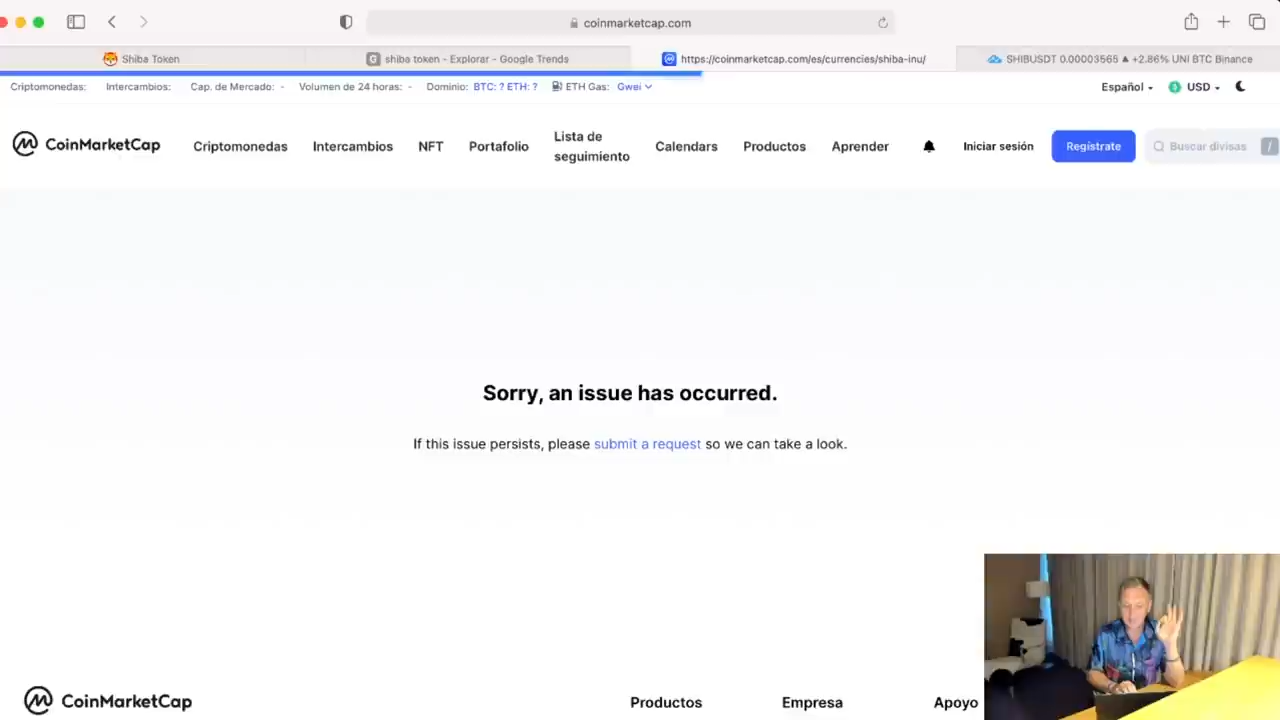 coinmarketcap.com
Shiba Token
shiba token - Explorar - Google Trends
https://coinmarketcap.com/es/currencies/shiba-inu/
SHIBUSDT 0.00003565 ▲ +2.86% UNI BTC Binance
Criptomonedas: Intercambios: Cap. de Mercado: - Volumen de 24 horas: - Dominio: BTC: ? ETH: ? ETH Gas: Gwei Español USD
CoinMarketCap
Criptomonedas
Intercambios
NFT
Portafolio
Lista de
seguimiento
Calendars
Productos
Aprender
Iniciar sesión
Regístrate
Buscar divisas /
Sorry, an issue has occurred.
If this issue persists, please submit a request so we can take a look.
CoinMarketCap
Productos
Empresa
Apoyo